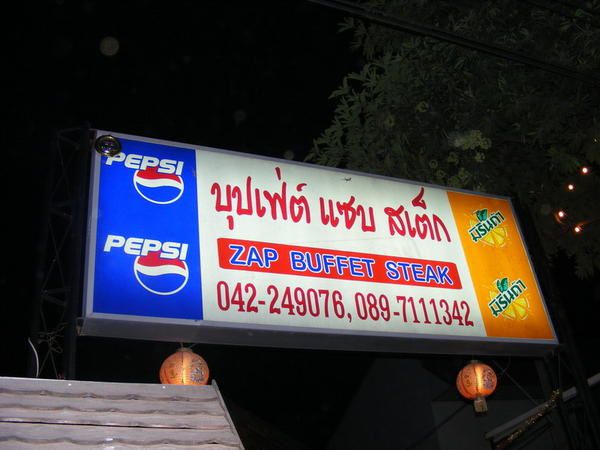 PEPSI
PEPSI
บุปเฟ่ต์ แซบ สเต็ก
ZAP BUFFET STEAK
042-249076, 089-7111342
มิรินด้า
มิรินด้า